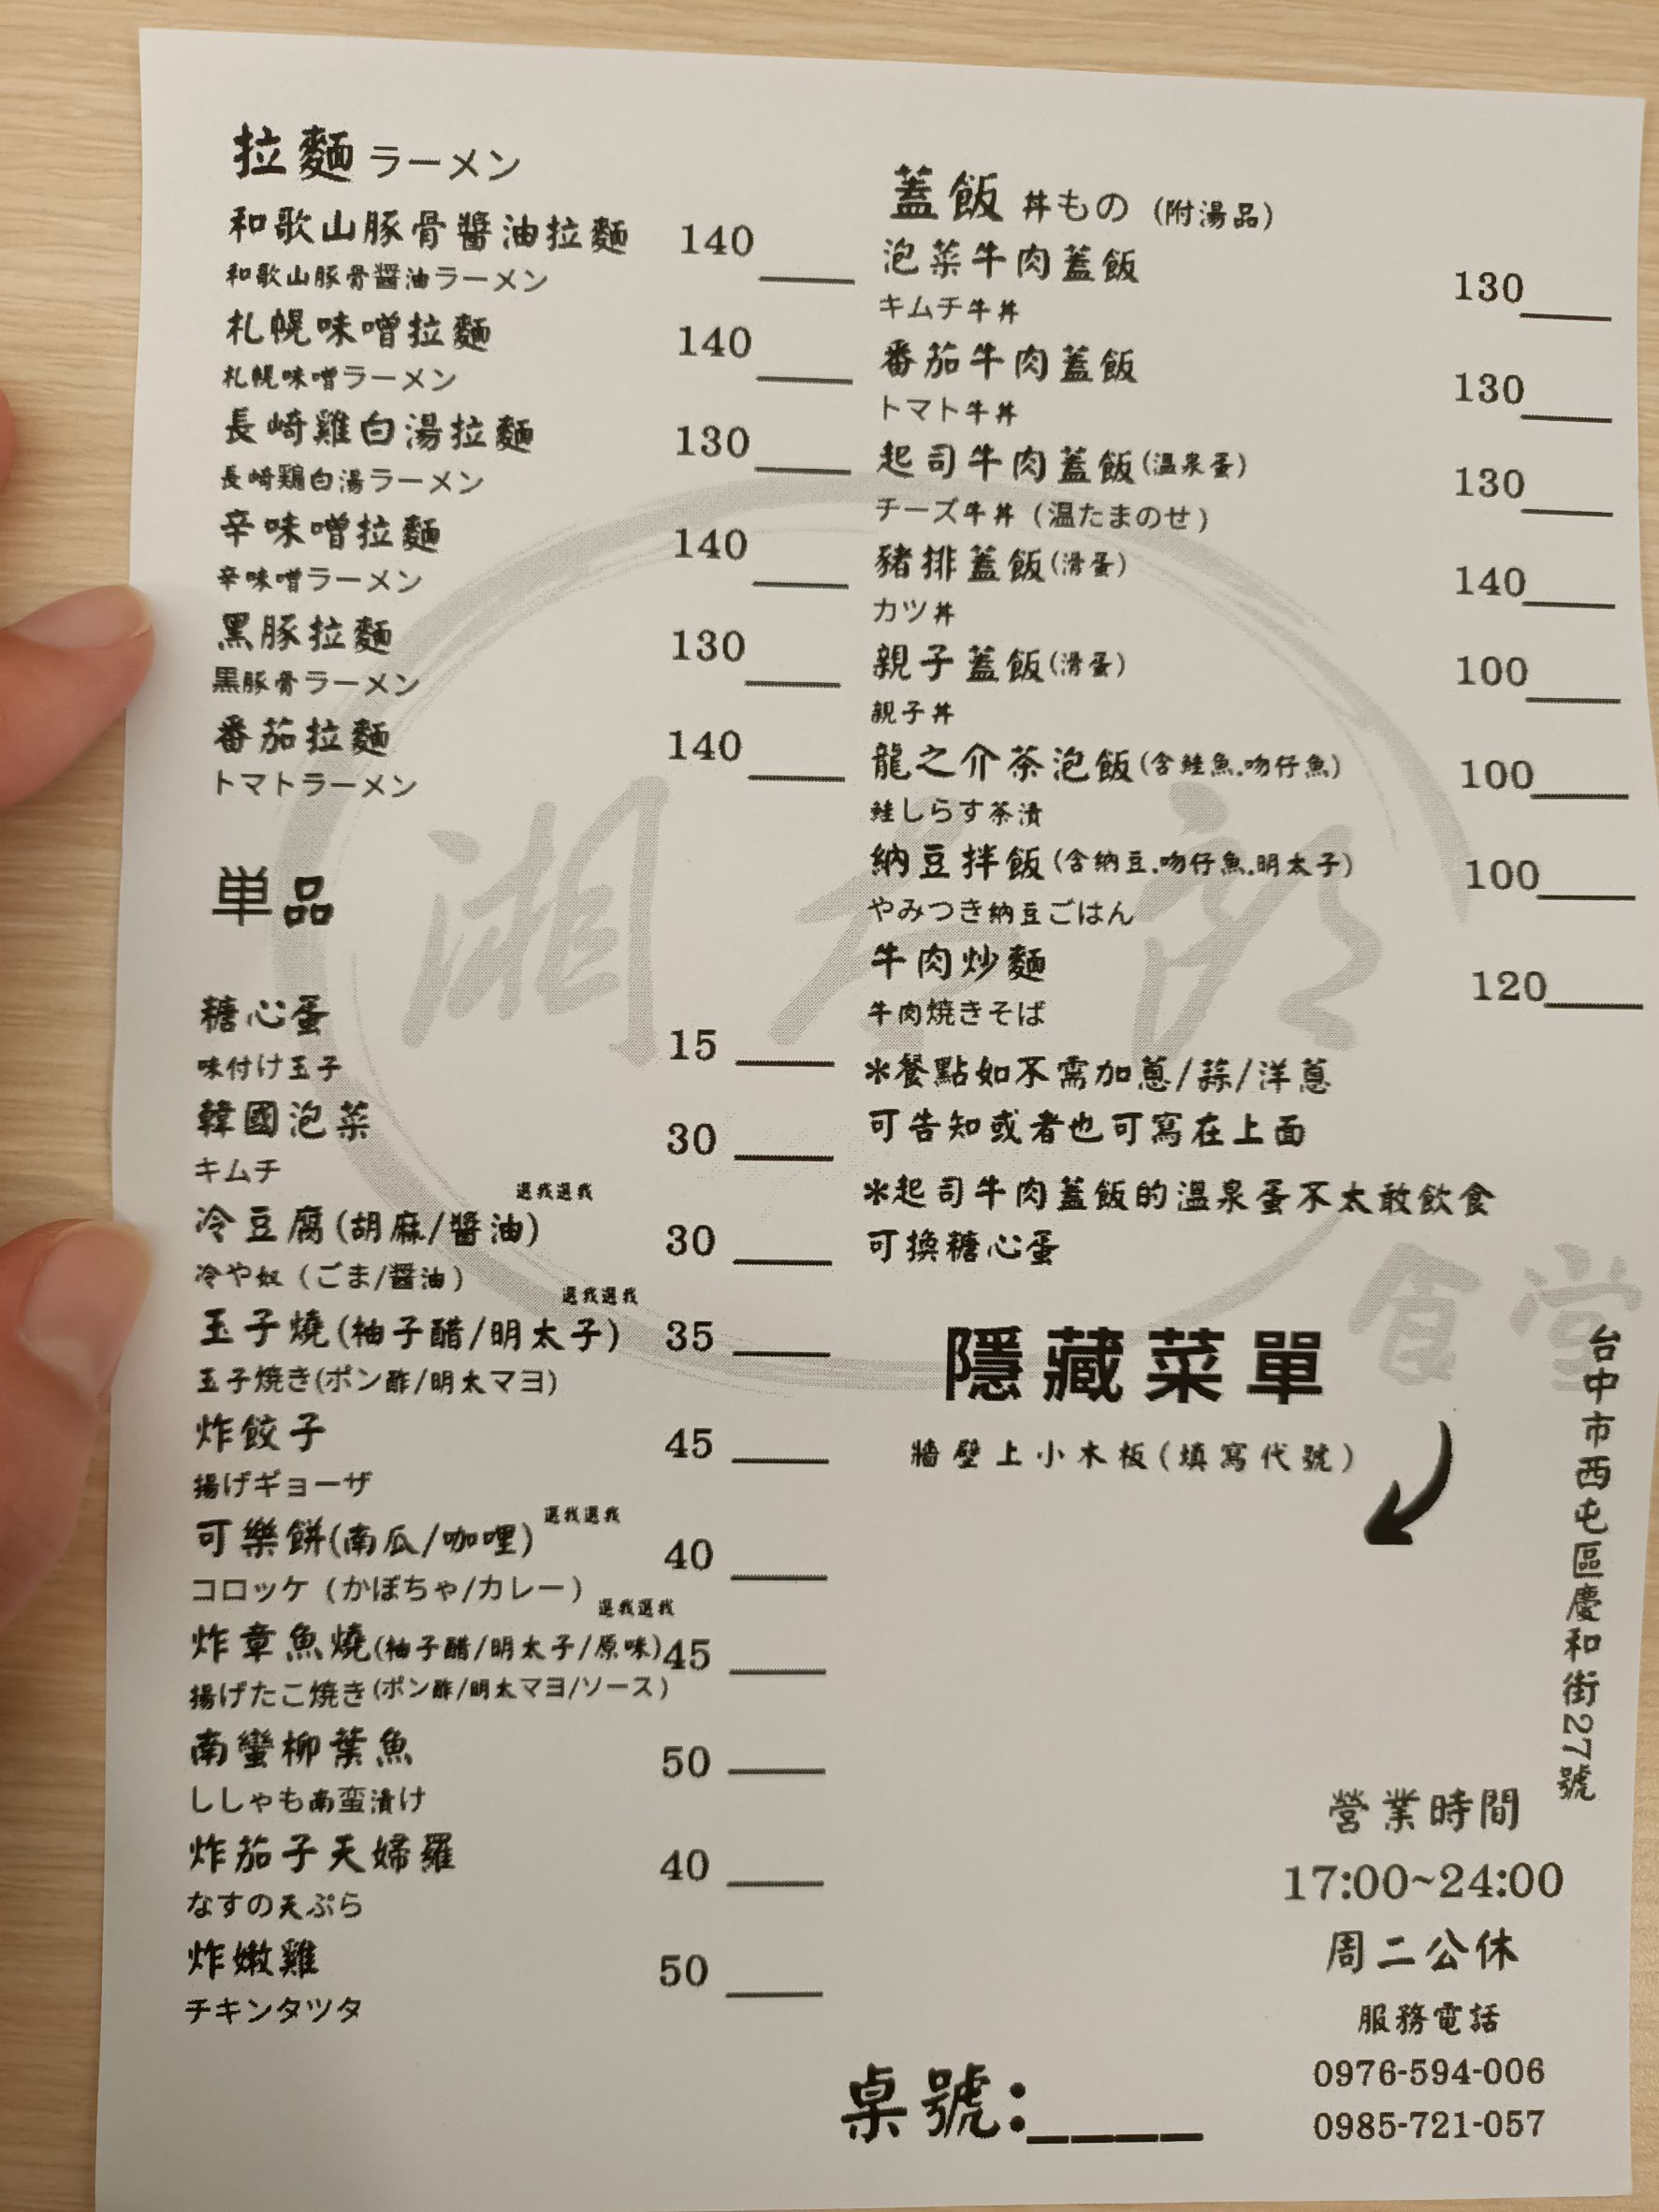 拉麵 ラーメン
和歌山豚骨醬油拉麵 140
和歌山豚骨醤油ラーメン
札幌味噌拉麵 140
札幌味噌ラーメン
長崎雞白湯拉麵 130
長崎鶏白湯ラーメン
辛味噌拉麵 140
辛味噌ラーメン
黑豚拉麵 130
黒豚骨ラーメン
番茄拉麵 140
トマトラーメン
単品
糖心蛋 15
味付け玉子
韓國泡菜 30
キムチ
選我選我
冷豆腐(胡麻/醬油) 30
冷や奴（ごま/醤油）
選我選我
玉子燒(柚子醋/明太子) 35
玉子焼き(ポン酢/明太マヨ)
炸餃子 45
揚げギョーザ
選我選我
可樂餅(南瓜/咖哩) 40
コロッケ（かぼちゃ/カレー）
選我選我
炸章魚燒(柚子醋/明太子/原味) 45
揚げたこ焼き(ポン酢/明太マヨ/ソース)
南蠻柳葉魚 50
ししゃも南蛮漬け
炸茄子天婦羅 40
なすの天ぷら
炸嫩雞 50
チキンタツタ
蓋飯 丼もの (附湯品)
泡菜牛肉蓋飯 130
キムチ牛丼
番茄牛肉蓋飯 130
トマト牛丼
起司牛肉蓋飯(溫泉蛋) 130
チーズ牛丼（温たまのせ）
豬排蓋飯(滑蛋) 140
カツ丼
親子蓋飯(滑蛋) 100
親子丼
龍之介茶泡飯(含鮭魚.吻仔魚) 100
鮭しらす茶漬
納豆拌飯(含納豆.吻仔魚.明太子) 100
やみつき納豆ごはん
牛肉炒麵 120
牛肉焼きそば
*餐點如不需加蔥/蒜/洋蔥
可告知或者也可寫在上面
*起司牛肉蓋飯的溫泉蛋不太敢飲食
可換糖心蛋
食堂
隱藏菜單
牆壁上小木板(填寫代號)
台中市西屯區慶和街27號
營業時間
17:00~24:00
周二公休
服務電話
0976-594-006
0985-721-057
桌號:____